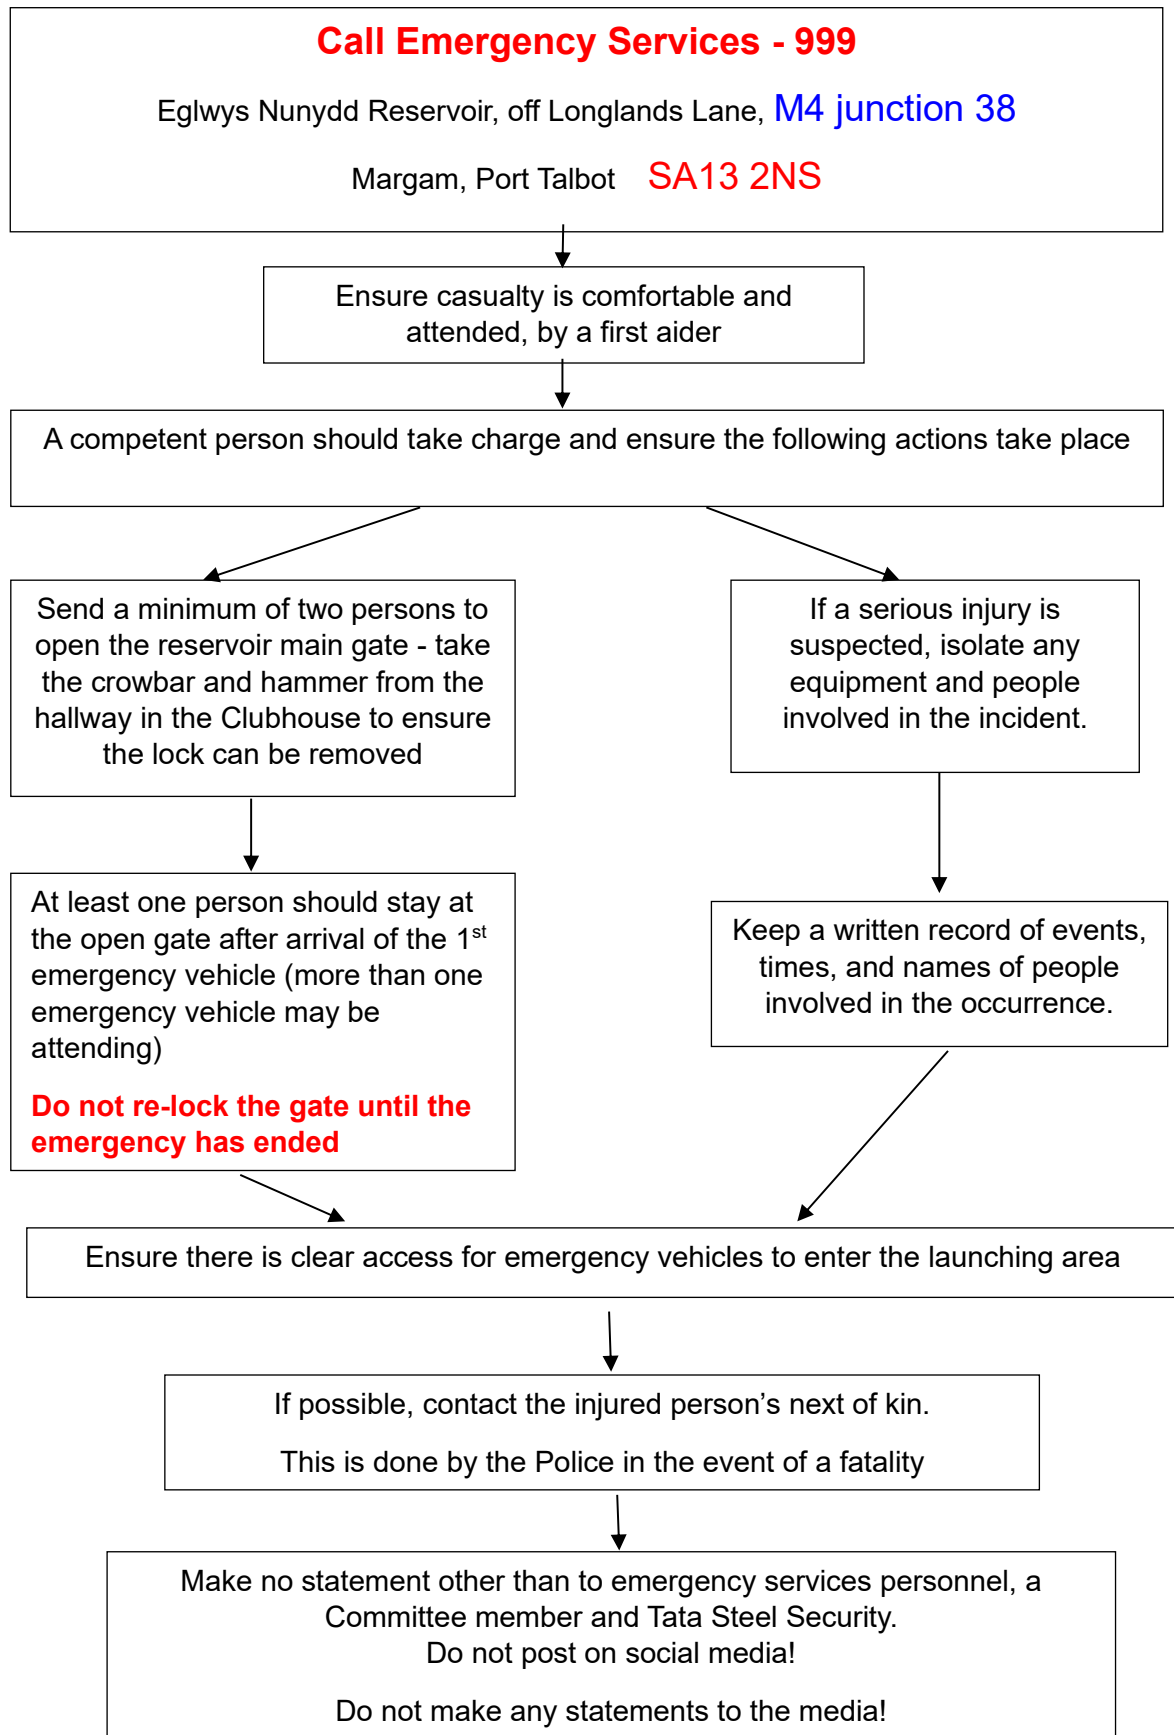 Call Emergency Services - 999
Eglwys Nunydd Reservoir, off Longlands Lane, M4 junction 38
Margam, Port Talbot SA13 2NS
Ensure casualty is comfortable and
attended, by a first aider
A competent person should take charge and ensure the following actions take place
Send a minimum of two persons to
open the reservoir main gate - take
the crowbar and hammer from the
hallway in the Clubhouse to ensure
the lock can be removed
If a serious injury is
suspected, isolate any
equipment and people
involved in the incident.
At least one person should stay at
the open gate after arrival of the 1st
emergency vehicle (more than one
emergency vehicle may be
attending)
Do not re-lock the gate until the
emergency has ended
Keep a written record of events,
times, and names of people
involved in the occurrence.
Ensure there is clear access for emergency vehicles to enter the launching area
If possible, contact the injured person’s next of kin.
This is done by the Police in the event of a fatality
Make no statement other than to emergency services personnel, a
Committee member and Tata Steel Security.
Do not post on social media!
Do not make any statements to the media!